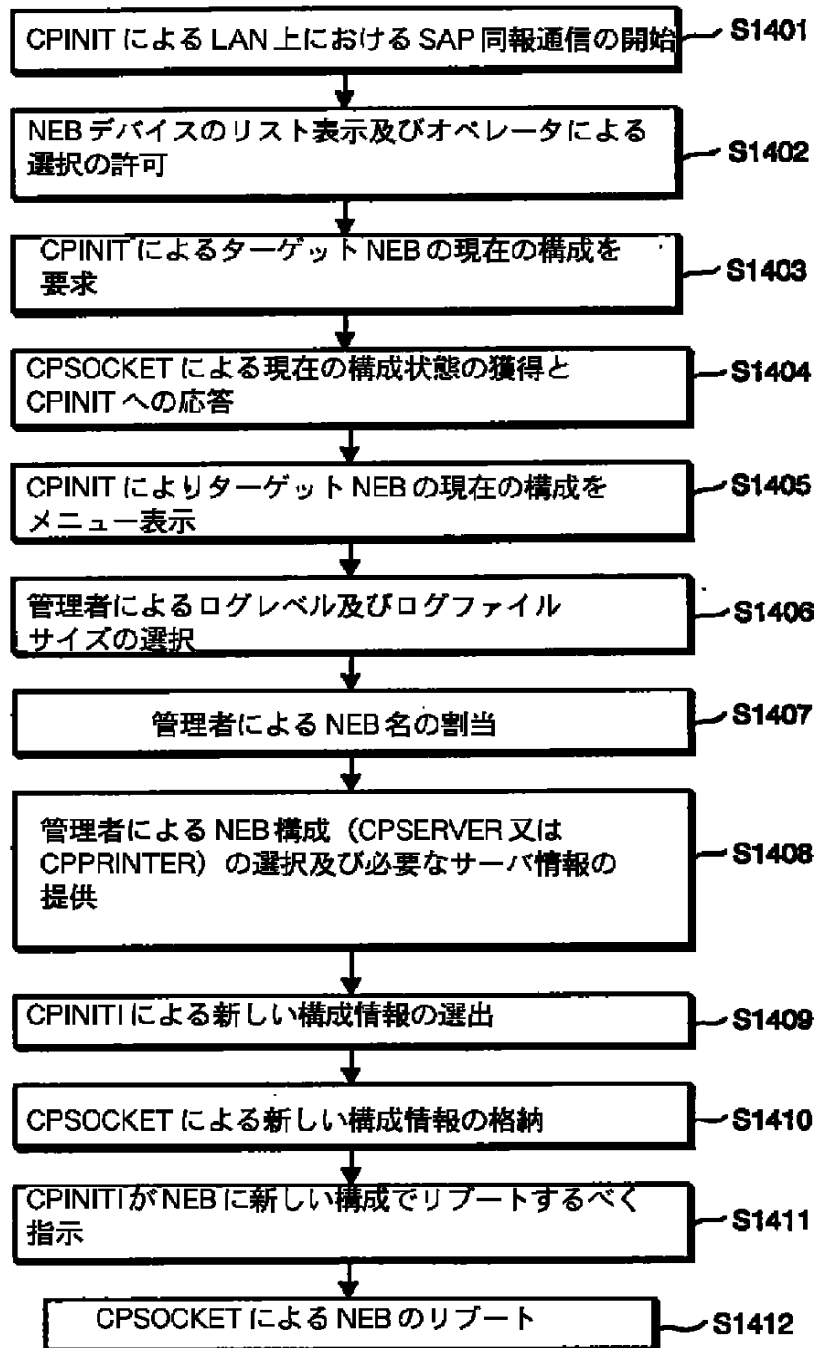 CPINIT による LAN 上における SAP 同報通信の開始
S1401
NEB デバイスのリスト表示及びオペレータによる
選択の許可
S1402
CPINIT によるターゲット NEB の現在の構成を
要求
S1403
CPSOCKET による現在の構成状態の獲得と
CPINIT への応答
S1404
CPINIT によりターゲット NEB の現在の構成を
メニュー表示
S1405
管理者によるログレベル及びログファイル
サイズの選択
S1406
管理者による NEB 名の割当
S1407
管理者による NEB 構成（CPSERVER 又は
CPPRINTER）の選択及び必要なサーバ情報の
提供
S1408
CPINITI による新しい構成情報の選出
S1409
CPSOCKET による新しい構成情報の格納
S1410
CPINITI が NEB に新しい構成でリブートするべく
指示
S1411
CPSOCKET による NEB のリブート
S1412